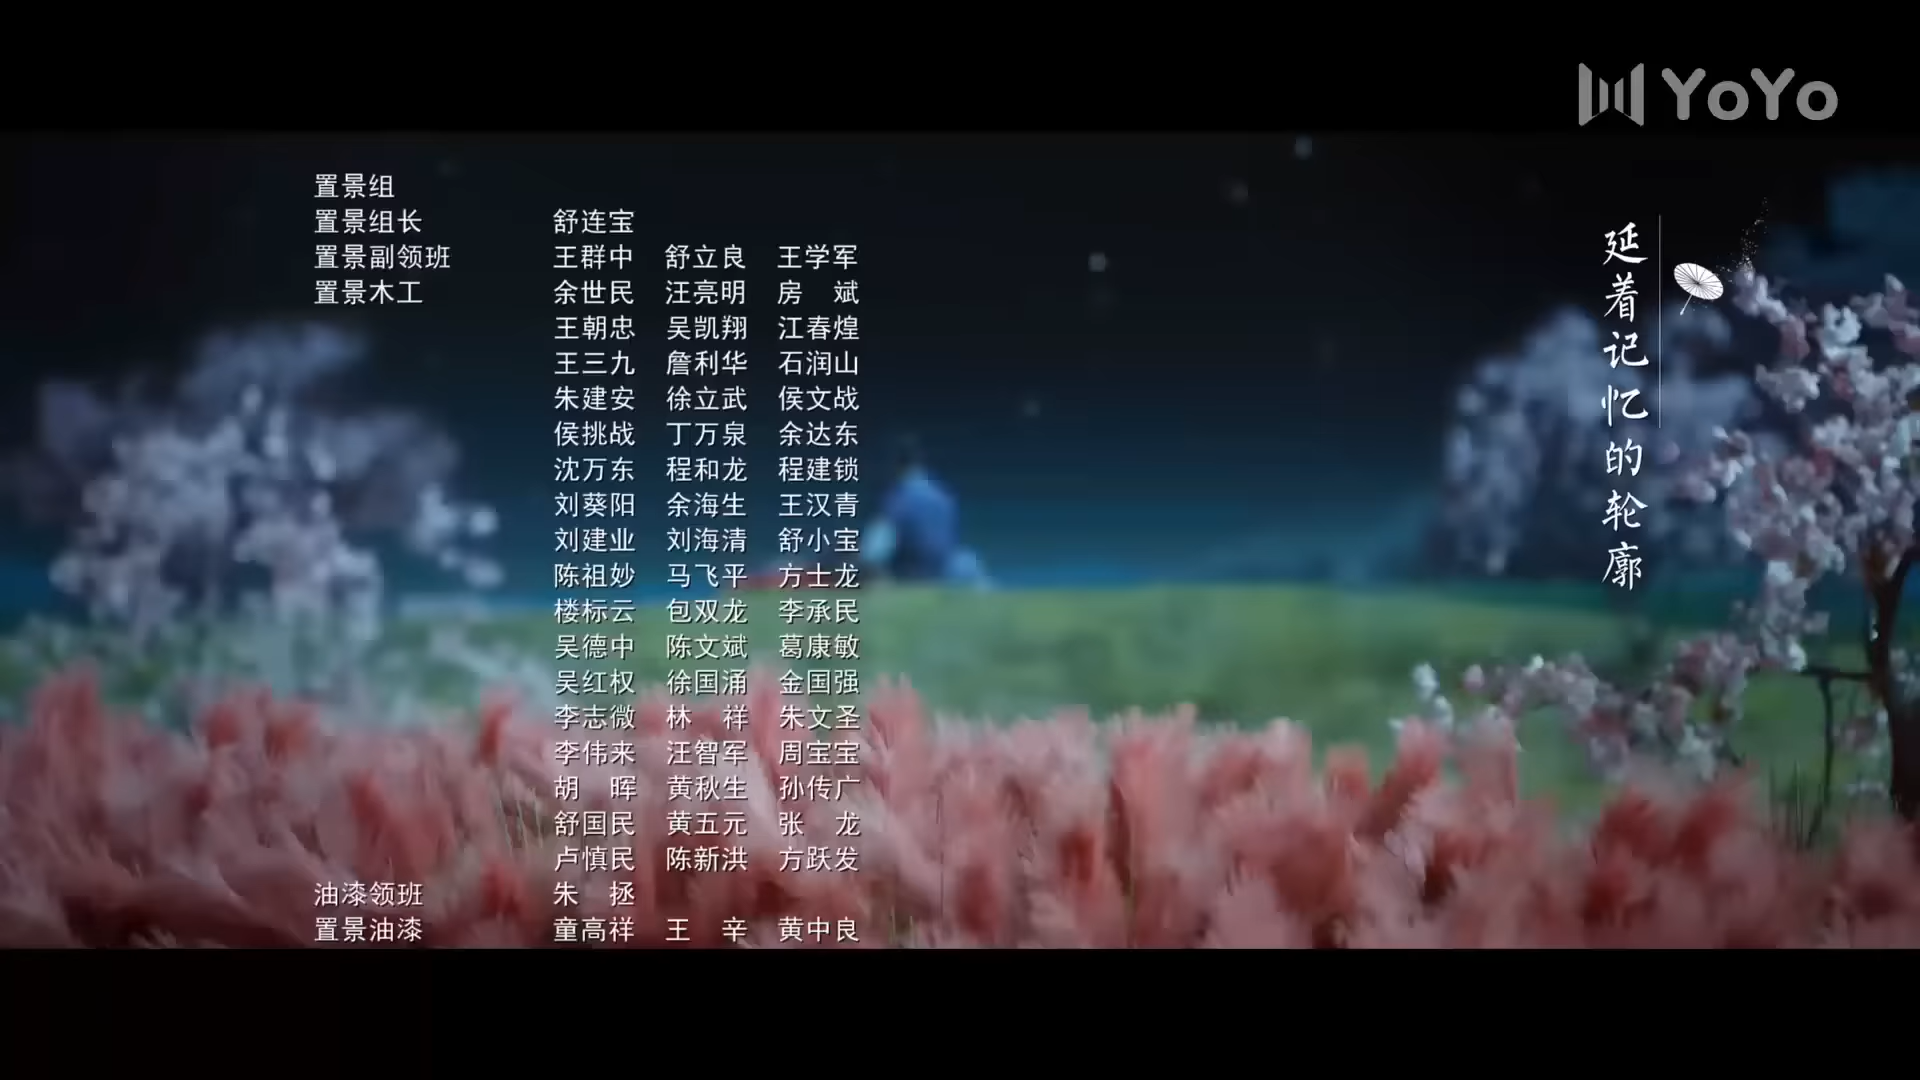 YoYo
置景组
置景组长 舒连宝
置景副领班 王群中 舒立良 王学军
置景木工 余世民 汪亮明 房 斌
王朝忠 吴凯翔 江春煌
王三九 詹利华 石润山
朱建安 徐立武 侯文战
侯挑战 丁万泉 余达东
沈万东 程和龙 程建锁
刘葵阳 余海生 王汉青
刘建业 刘海清 舒小宝
陈祖妙 马飞平 方士龙
楼标云 包双龙 李承民
吴德中 陈文斌 葛康敏
吴红权 徐国涌 金国强
李志微 林 祥 朱文圣
李伟来 汪智军 周宝宝
胡 晖 黄秋生 孙传广
舒国民 黄五元 张 龙
卢慎民 陈新洪 方跃发
油漆领班 朱 拯
置景油漆 童高祥 王 辛 黄中良
延着记忆的轮廓